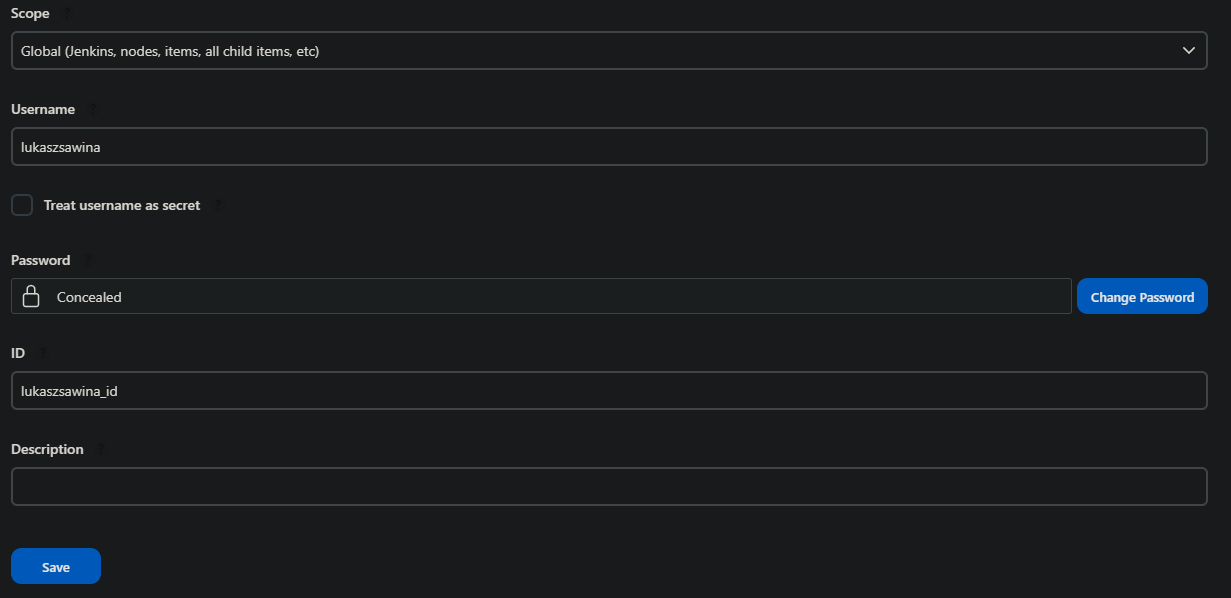 Scope ?
Global (Jenkins, nodes, items, all child items, etc)
Username ?
lukaszsawina
Treat username as secret ?
Password ?
Concealed
Change Password
ID ?
lukaszsawina_id
Description ?
Save